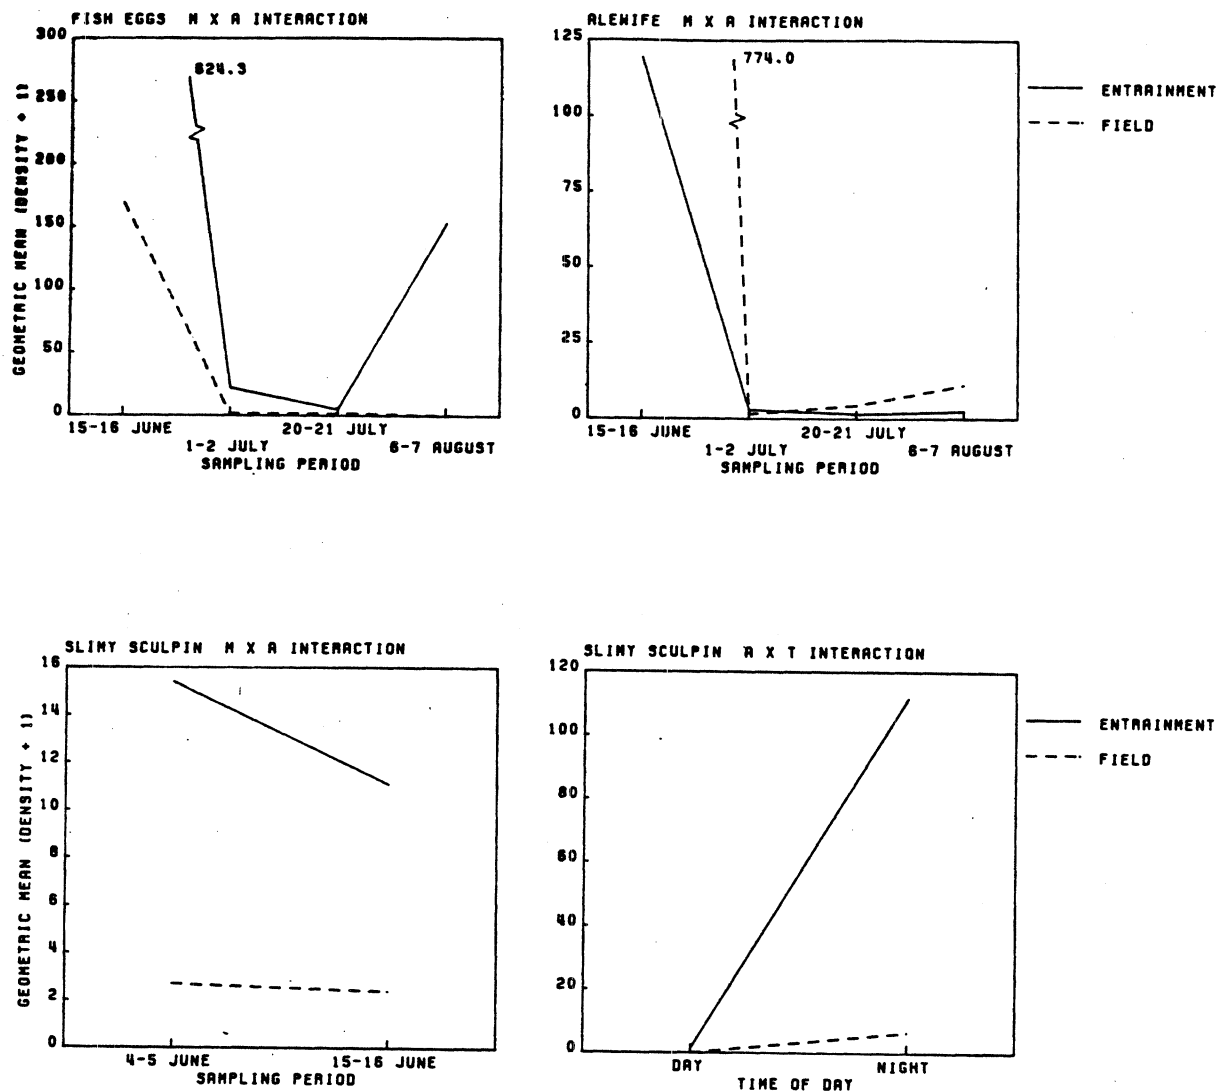 FISH EGGS M X A INTERACTION
300
250
200
150
100
50
0
624.3
GEOMETRIC MEAN (DENSITY + 1)
15-16 JUNE
1-2 JULY
20-21 JULY
6-7 AUGUST
SAMPLING PERIOD
ALEWIFE M X A INTERACTION
125
100
75
50
25
0
774.0
15-16 JUNE
1-2 JULY
20-21 JULY
6-7 AUGUST
SAMPLING PERIOD
ENTRAINMENT
FIELD
SLIMY SCULPIN M X A INTERACTION
16
14
12
10
8
6
4
2
0
GEOMETRIC MEAN (DENSITY + 1)
4-5 JUNE
15-16 JUNE
SAMPLING PERIOD
SLIMY SCULPIN A X T INTERACTION
120
100
80
60
40
20
0
DAY
NIGHT
TIME OF DAY
ENTRAINMENT
FIELD